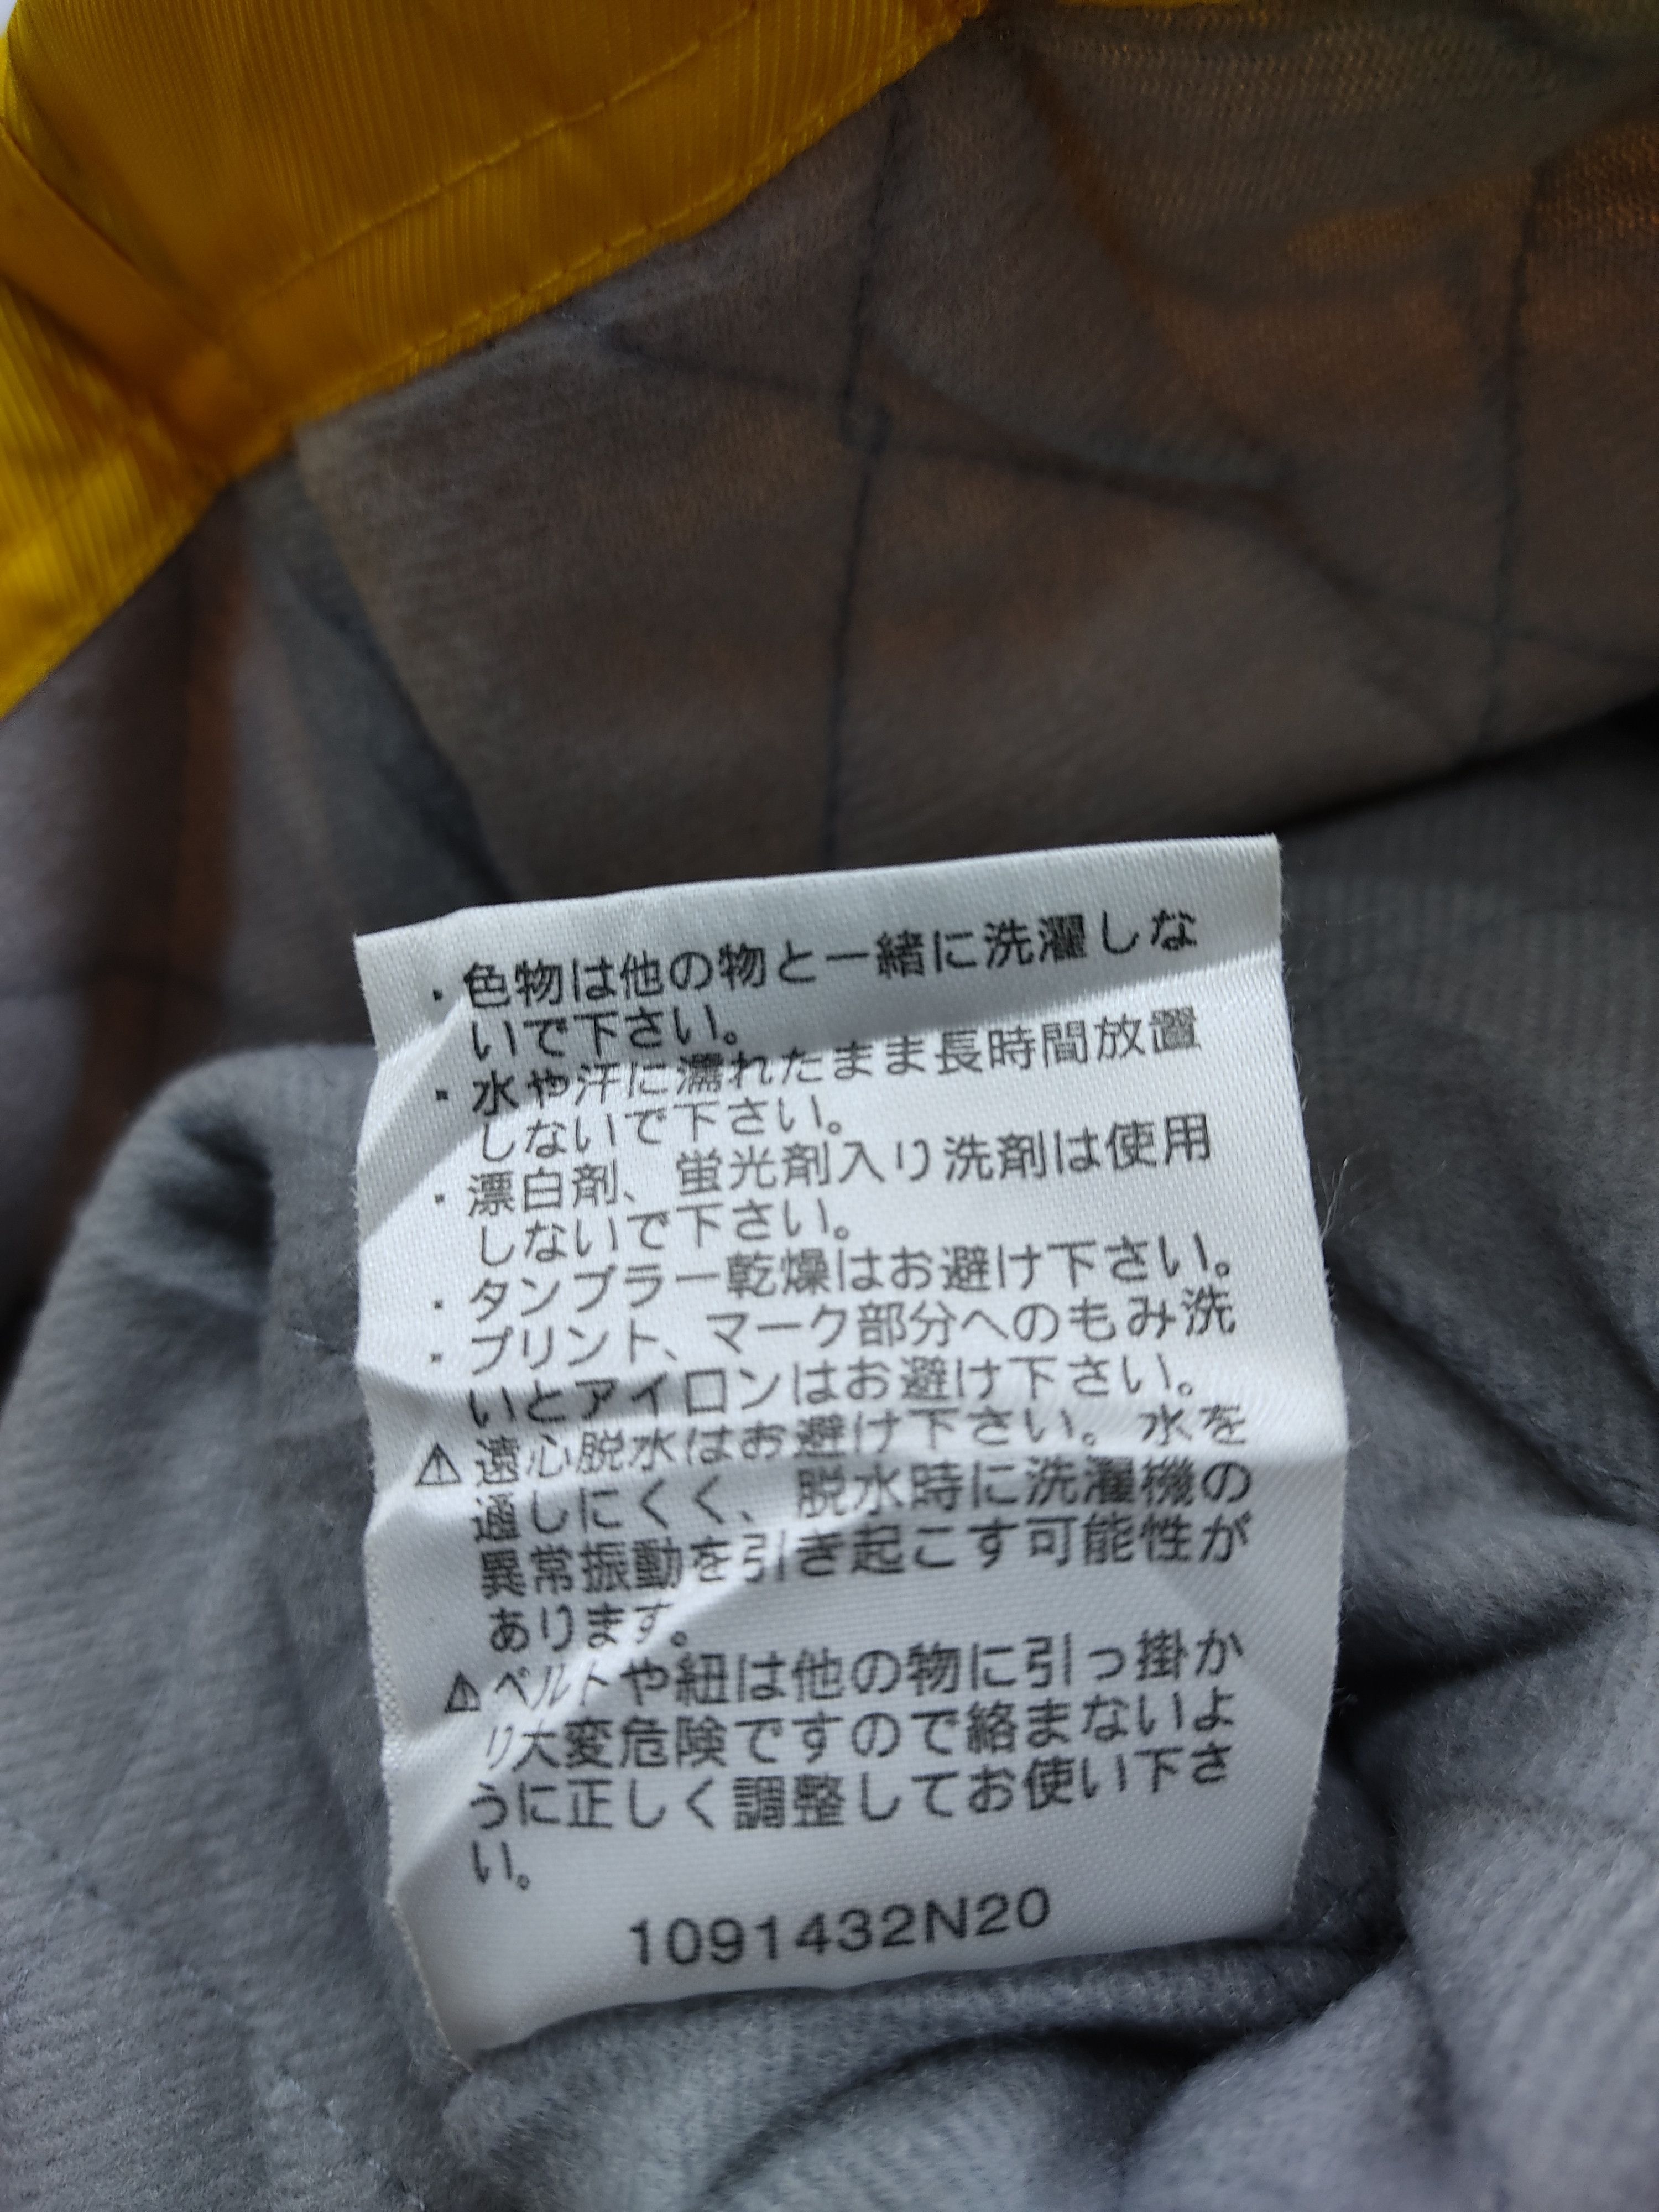 ・色物は他の物と一緒に洗濯しな
いで下さい。
・水や汗に濡れたまま長時間放置
しないで下さい。
・漂白剤、蛍光剤入り洗剤は使用
しないで下さい。
・タンブラー乾燥はお避け下さい。
・プリント、マーク部分へのもみ洗
いとアイロンはお避け下さい。
⚠遠心脱水はお避け下さい。水を
通しにくく、脱水時に洗濯機の
異常振動を引き起こす可能性が
あります。
⚠ベルトや紐は他の物に引っ掛か
り大変危険ですので絡まないよ
うに正しく調整してお使い下さ
い。
1091432N20